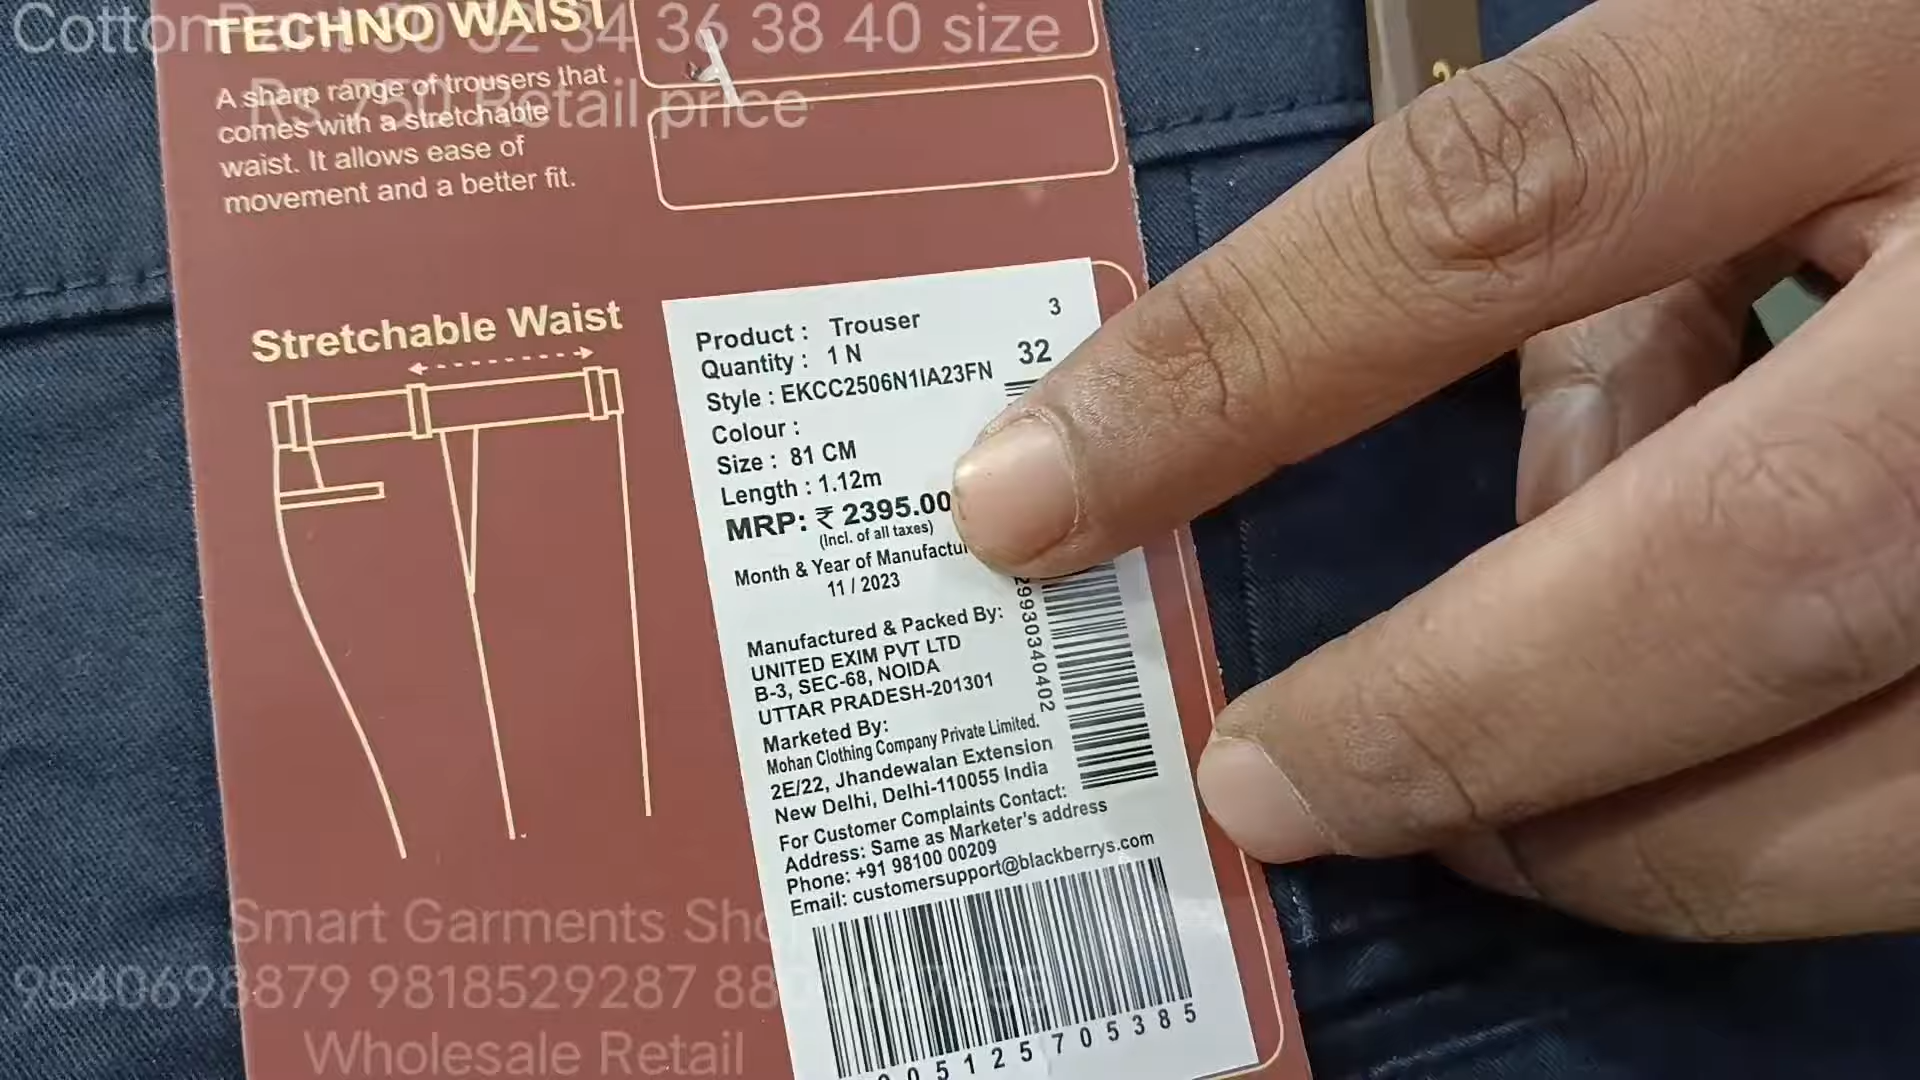 Cotton Pant 30 32 34 36 38 40 size
Rs 750 Retail price
TECHNO WAIST
A sharp range of trousers that
comes with a stretchable
waist. It allows ease of
movement and a better fit.
Stretchable Waist
3
32
Product : Trouser
Quantity : 1 N
Style : EKCC2506N1IA23FN
Colour :
Size : 81 CM
Length : 1.12m
MRP: ₹ 2395.00
(Incl. of all taxes)
Month & Year of
11 / 2023
Manufactured & Packed By:
UNITED EXIM PVT LTD
B-3, SEC-68, NOIDA
UTTAR PRADESH-201301
Marketed By:
Mohan Clothing Company Private Limited.
2E/22, Jhandewalan Extension
New Delhi, Delhi-110055 India
For Customer Complaints Contact:
Address: Same as Marketer's address
Phone: +91 98100 00209
Email: customersupport@blackberrys.com
29930340402
05125705385
Smart Garments
9540698879 9818529287
Wholesale Retail